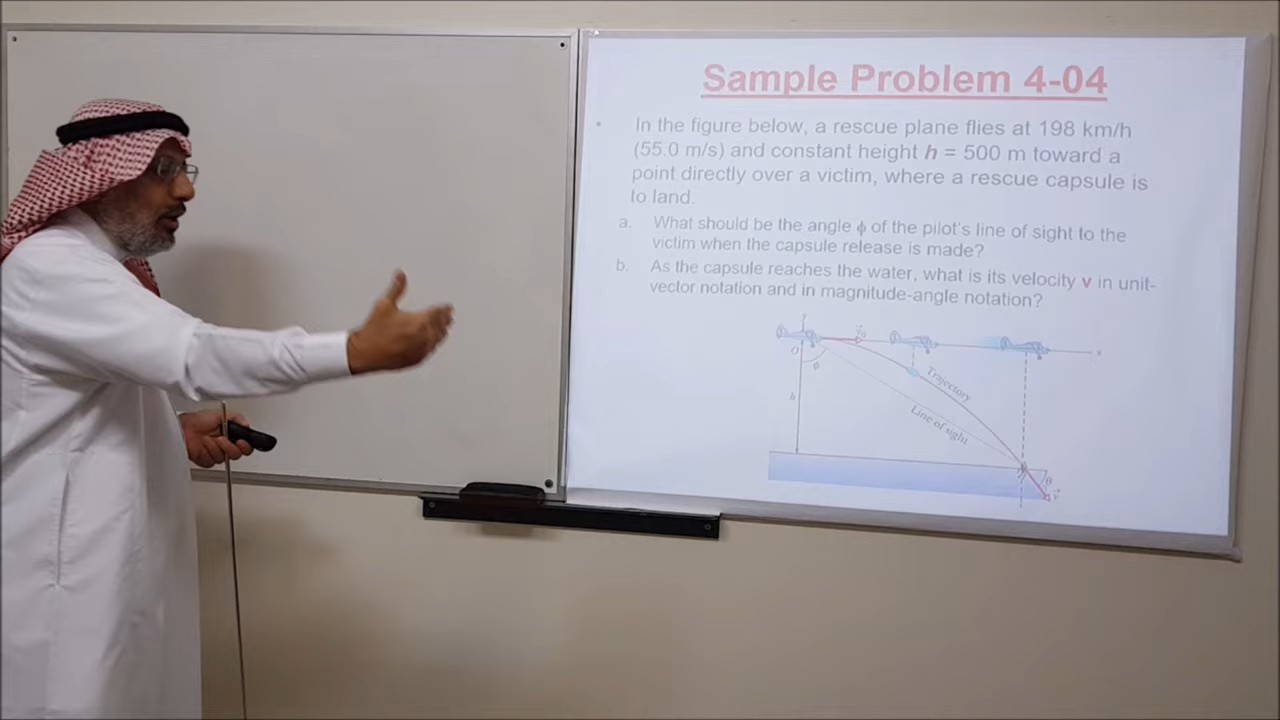 Sample Problem 4-04
• In the figure below, a rescue plane flies at 198 km/h
(55.0 m/s) and constant height h = 500 m toward a
point directly over a victim, where a rescue capsule is
to land.
a. What should be the angle ϕ of the pilot's line of sight to the
victim when the capsule release is made?
b. As the capsule reaches the water, what is its velocity v in unit-
vector notation and in magnitude-angle notation?
y
O
ϕ
x
h
Trajectory
Line of sight
θ